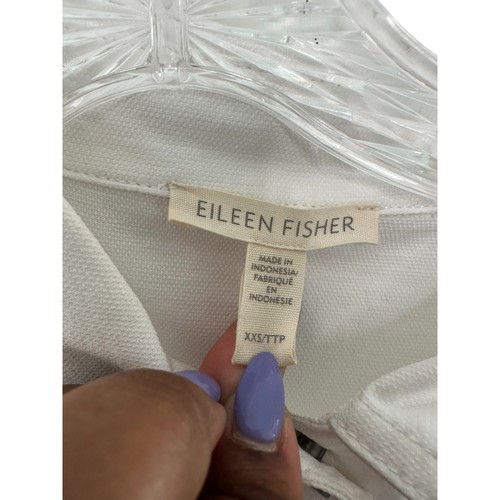 EILEEN FISHER
MADE IN
INDONESIA/
FABRIQUÉ
EN
INDONÉSIE
XXS/TTP